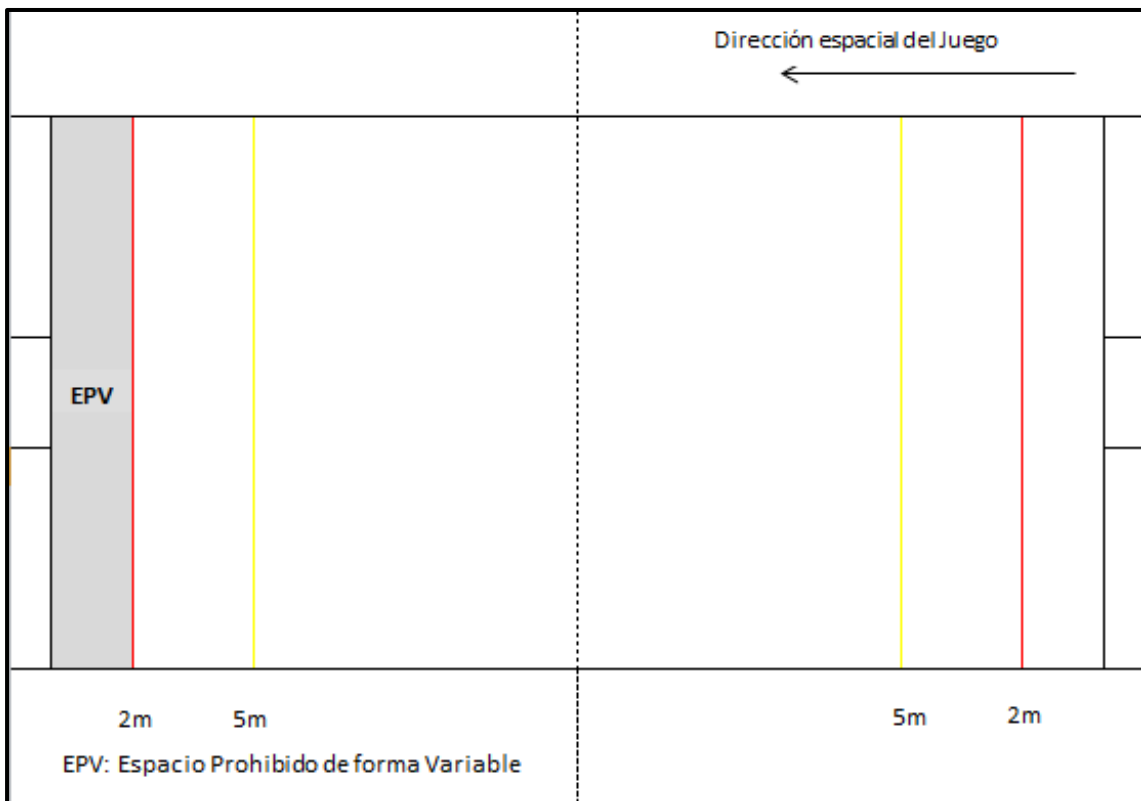 Dirección espacial del Juego
EPV
2m 5m 5m 2m
EPV: Espacio Prohibido de forma Variable